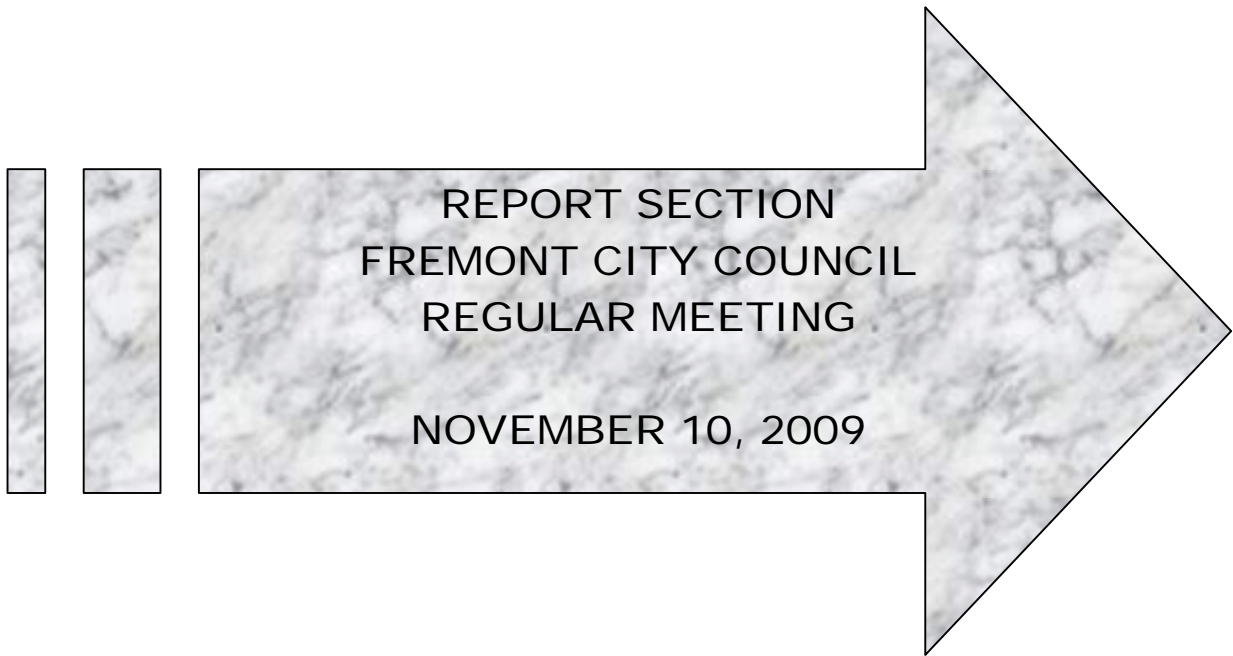 REPORT SECTION
FREMONT CITY COUNCIL
REGULAR MEETING
NOVEMBER 10, 2009